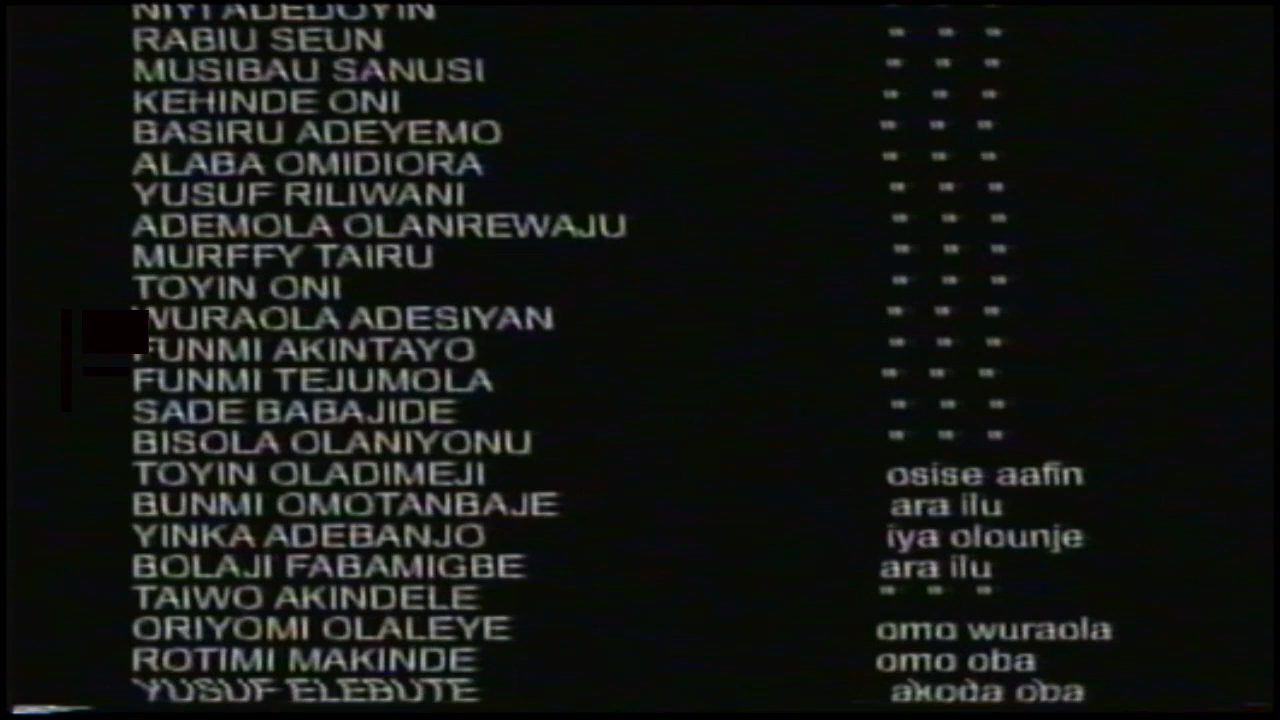 NIYI ADEDOYIN " " "
RABIU SEUN " " "
MUSIBAU SANUSI " " "
KEHINDE ONI " " "
BASIRU ADEYEMO " " "
ALABA OMIDIORA " " "
YUSUF RILIWANI " " "
ADEMOLA OLANREWAJU " " "
MURFFY TAIRU " " "
TOYIN ONI " " "
WURAOLA ADESIYAN " " "
FUNMI AKINTAYO " " "
FUNMI TEJUMOLA " " "
SADE BABAJIDE " " "
BISOLA OLANIYONU " " "
TOYIN OLADIMEJI osise aafin
BUNMI OMOTANBAJE ara ilu
YINKA ADEBANJO iya olounje
BOLAJI FABAMIGBE ara ilu
TAIWO AKINDELE " " "
ORIYOMI OLALEYE omo wuraola
ROTIMI MAKINDE omo oba
YUSUF ELEBUTE akoda oba